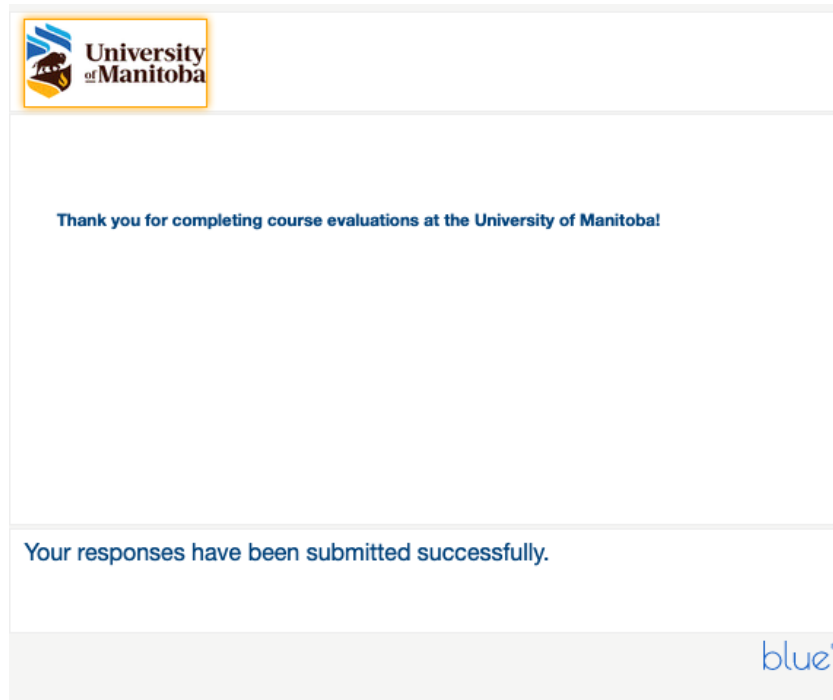 University
of Manitoba
Thank you for completing course evaluations at the University of Manitoba!
Your responses have been submitted successfully.
blue